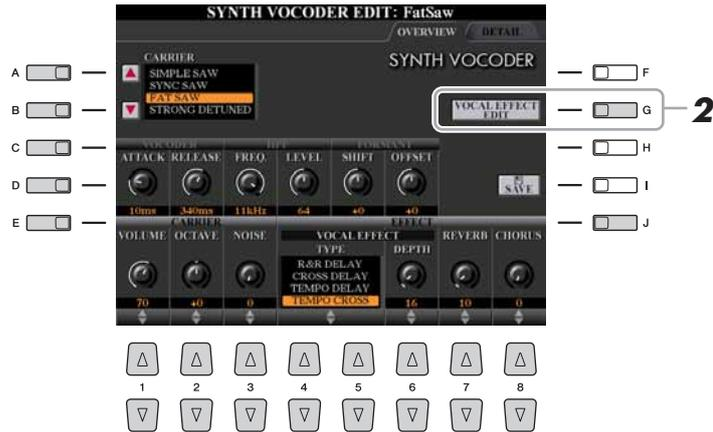 SYNTH VOCODER EDIT: FatSaw
OVERVIEW DETAIL
SYNTH VOCODER
CARRIER
SIMPLE SAW
SYNC SAW
FAT SAW
STRONG DETUNED
VOCAL EFFECT
EDIT
2
A
B
C
D
E
F
G
H
I
J
VOCODER HPF FORMANT
ATTACK RELEASE FREQ. LEVEL SHIFT OFFSET
10ms 340ms 11kHz 64 +0 +0
SAVE
CARRIER EFFECT
VOLUME OCTAVE NOISE VOCAL EFFECT REVERB CHORUS
TYPE DEPTH
R&R DELAY
CROSS DELAY
TEMPO DELAY
TEMPO CROSS
70 +0 0 16 10 0
1 2 3 4 5 6 7 8